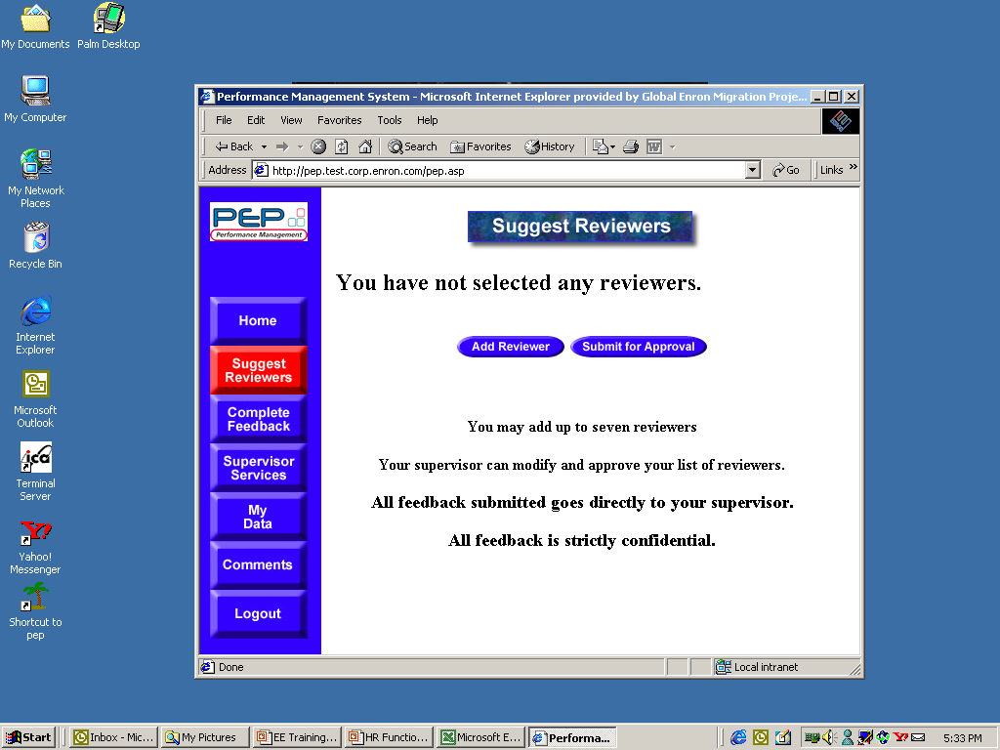 My Documents
Palm Desktop
My Computer
My Network
Places
Recycle Bin
Internet
Explorer
Microsoft
Outlook
ica
Terminal
Server
Yahoo!
Messenger
Shortcut to
pep
Performance Management System - Microsoft Internet Explorer provided by Global Enron Migration Proje...
File Edit View Favorites Tools Help
Back Search Favorites History
Address http://pep.test.corp.enron.com/pep.asp Go Links »
PEP
Performance Management
Home
Suggest
Reviewers
Complete
Feedback
Supervisor
Services
My
Data
Comments
Logout
Suggest Reviewers
You have not selected any reviewers.
Add Reviewer Submit for Approval
You may add up to seven reviewers
Your supervisor can modify and approve your list of reviewers.
All feedback submitted goes directly to your supervisor.
All feedback is strictly confidential.
Done Local intranet
Start Inbox - Mic... My Pictures EE Training... HR Functio... Microsoft E... Performa... 5:33 PM